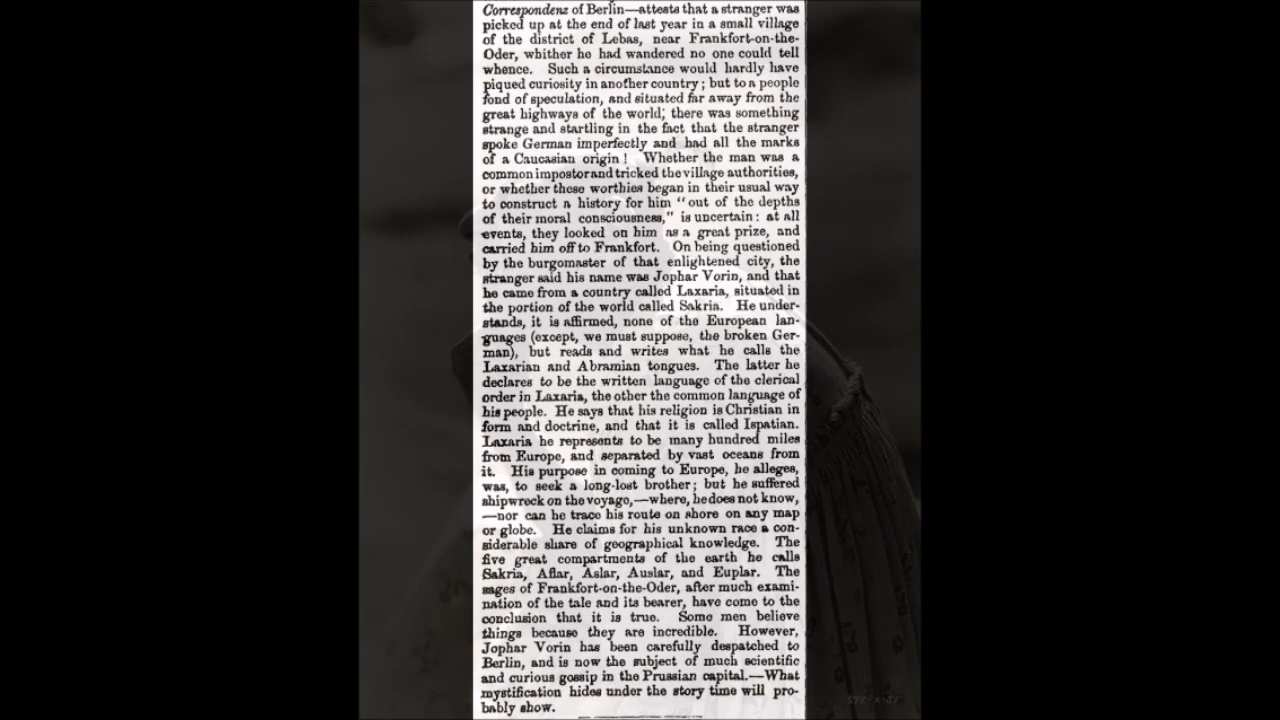 Correspondenz of Berlin—attests that a stranger was
picked up at the end of last year in a small village
of the district of Lebas, near Frankfort-on-the-
Oder, whither he had wandered no one could tell
whence. Such a circumstance would hardly have
piqued curiosity in another country; but to a people
fond of speculation, and situated far away from the
great highways of the world, there was something
strange and startling in the fact that the stranger
spoke German imperfectly and had all the marks
of a Caucasian origin! Whether the man was a
common impostor and tricked the village authorities,
or whether these worthies began in their usual way
to construct a history for him "out of the depths
of their moral consciousness," is uncertain: at all
events, they looked on him as a great prize, and
carried him off to Frankfort. On being questioned
by the burgomaster of that enlightened city, the
stranger said his name was Jophar Vorin, and that
he came from a country called Laxaria, situated in
the portion of the world called Sakria. He under-
stands, it is affirmed, none of the European lan-
guages (except, we must suppose, the broken Ger-
man), but reads and writes what he calls the
Laxarian and Abramian tongues. The latter he
declares to be the written language of the clerical
order in Laxaria, the other the common language of
his people. He says that his religion is Christian in
form and doctrine, and that it is called Ispatian.
Laxaria he represents to be many hundred miles
from Europe, and separated by vast oceans from
it. His purpose in coming to Europe, he alleges,
was, to seek a long-lost brother; but he suffered
shipwreck on the voyage,—where, he does not know,
—nor can he trace his route on shore on any map
or globe. He claims for his unknown race a con-
siderable share of geographical knowledge. The
five great compartments of the earth he calls
Sakria, Aflar, Aslar, Auslar, and Euplar. The
sages of Frankfort-on-the-Oder, after much exami-
nation of the tale and its bearer, have come to the
conclusion that it is true. Some men believe
things because they are incredible. However,
Jophar Vorin has been carefully despatched to
Berlin, and is now the subject of much scientific
and curious gossip in the Prussian capital.—What
mystification hides under the story time will pro-
bably show.